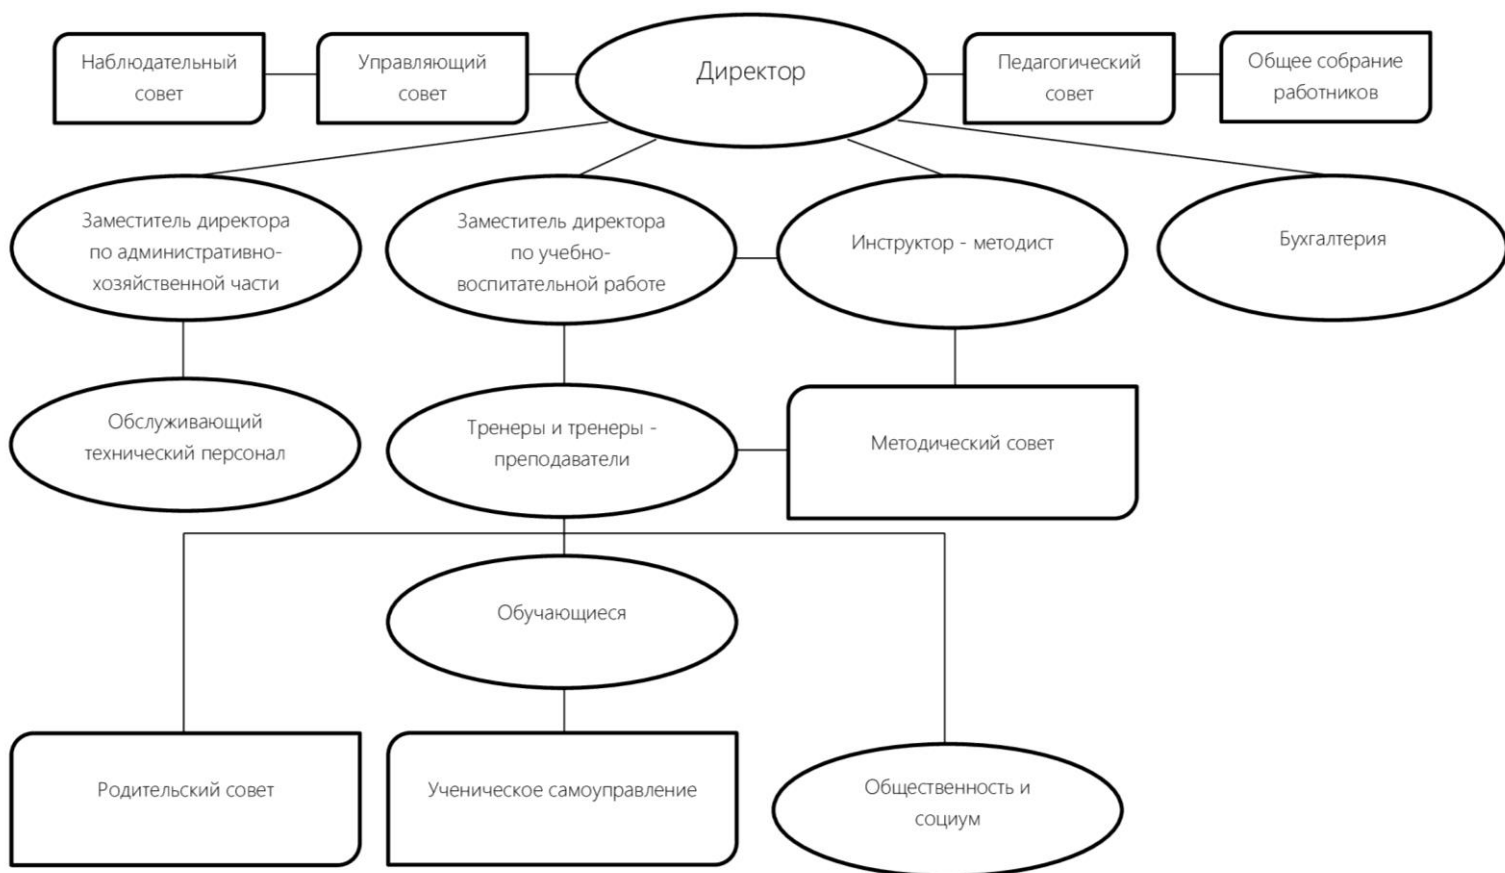 Наблюдательный
совет
Управляющий
совет
Директор
Педагогический
совет
Общее собрание
работников
Заместитель директора
по административно-
хозяйственной части
Заместитель директора
по учебно-
воспитательной работе
Инструктор - методист
Бухгалтерия
Обслуживающий
технический персонал
Тренеры и тренеры -
преподаватели
Методический совет
Обучающиеся
Родительский совет
Ученическое самоуправление
Общественность и
социум